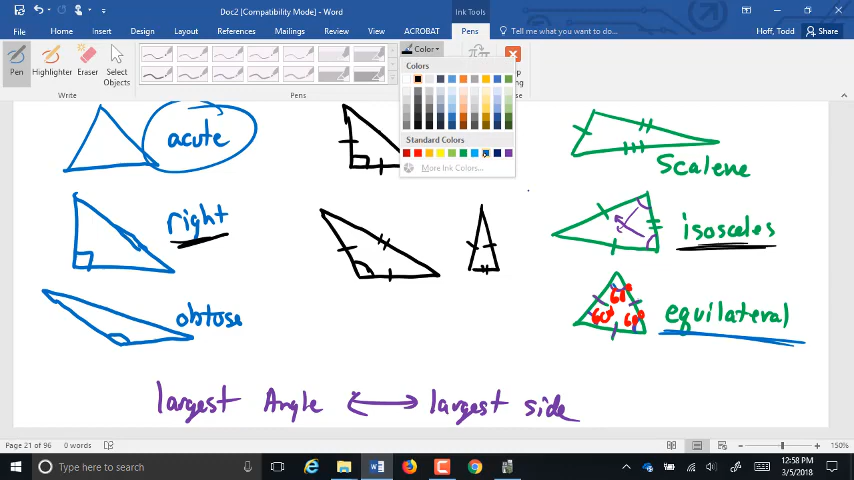 Doc2 [Compatibility Mode] - Word
Ink Tools
Hoff, Todd
File
Home
Insert
Design
Layout
References
Mailings
Review
View
ACROBAT
Pens
Tell me what you want to do...
Share
Pen
Highlighter
Eraser
Select
Objects
Write
Pens
Color
Colors
Standard Colors
More Ink Colors...
acute
right
obtuse
Scalene
isosceles
60°
60°
60°
equilateral
largest Angle ↔ largest side
Page 21 of 96
0 words
150%
Type here to search
12:58 PM
3/5/2018